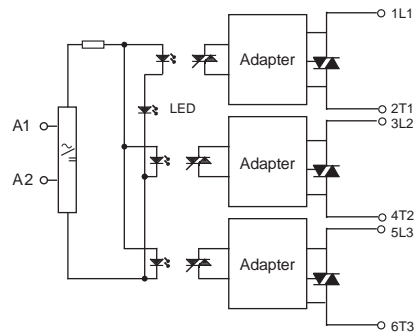 1L1
Adapter
2T1
LED
3L2
A1
Adapter
A2
4T2
5L3
Adapter
6T3